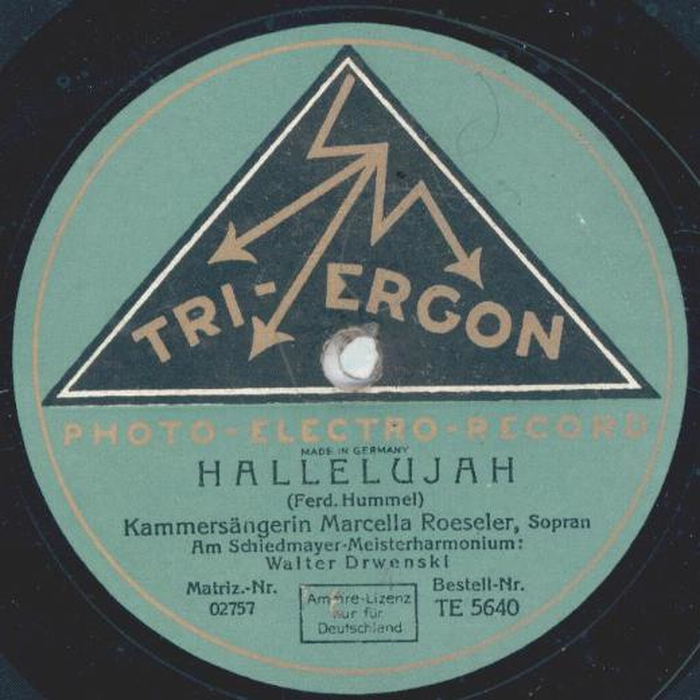 TRI-ERGON
PHOTO-ELECTRO-RECORD
MADE IN GERMANY
HALLELUJAH
(Ferd. Hummel)
Kammersängerin Marcella Roeseler, Sopran
Am Schiedmayer-Meisterharmonium:
Walter Drwenski
Matriz.-Nr.
02757
Ammre-Lizenz
nur für
Deutschland
Bestell-Nr.
TE 5640